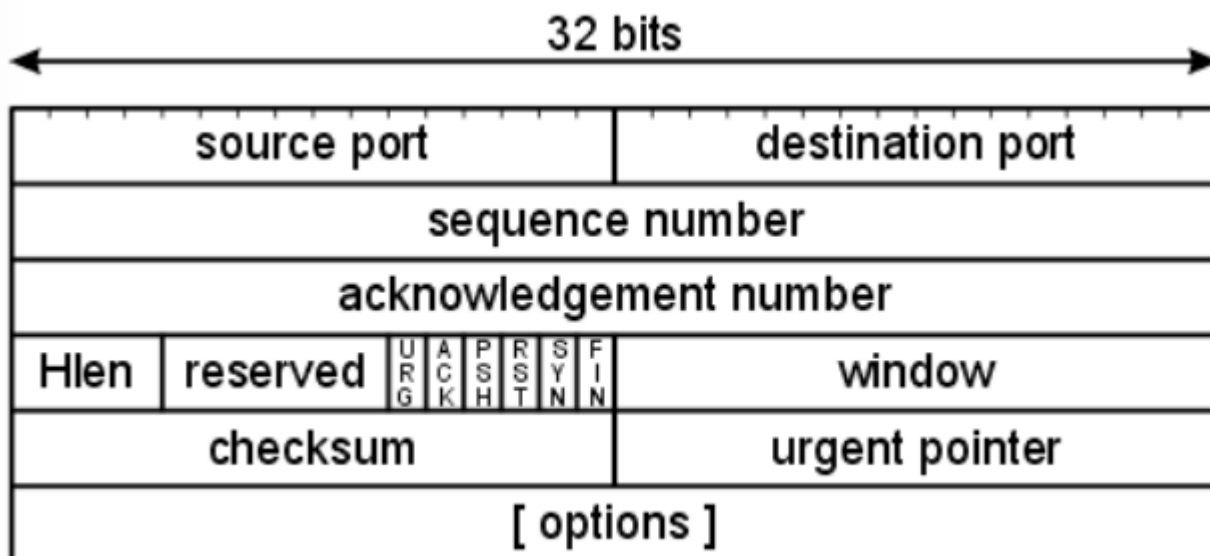 32 bits
source port destination port
sequence number
acknowledgement number
Hlen reserved URG ACK PSH RST SYN FIN window
checksum urgent pointer
[ options ]